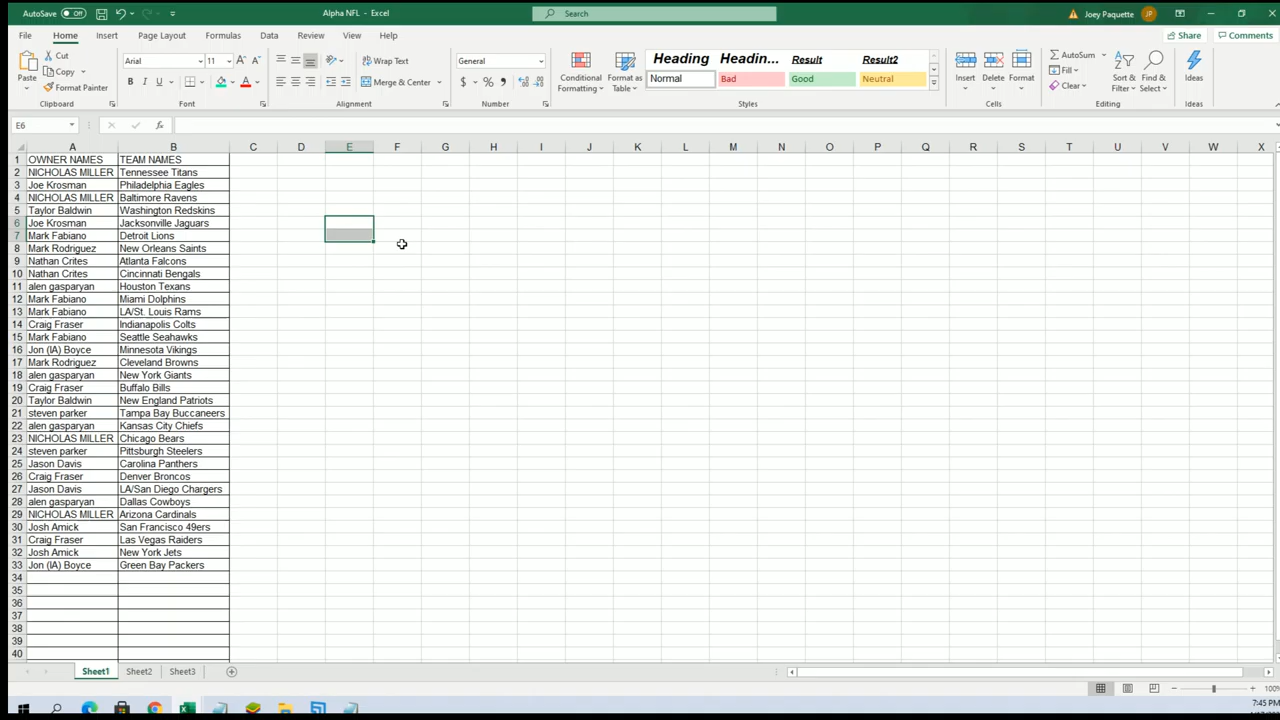 AutoSave Off Alpha NFL - Excel Search Joey Paquette JP
File Home Insert Page Layout Formulas Data Review View Help Share Comments
Paste Cut Copy Format Painter Clipboard
Arial 11 A A B I U A Font
Wrap Text Merge & Center Alignment
General $ % , Number
Conditional Formatting Format as Table
Heading Headin... Result Result2
Normal Bad Good Neutral
Styles
Insert Delete Format Cells
AutoSum Fill Clear Sort & Filter Find & Select Editing
Ideas Ideas
E6 fx
A B C D E F G H I J K L M N O P Q R S T U V W X
1 OWNER NAMES TEAM NAMES
2 NICHOLAS MILLER Tennessee Titans
3 Joe Krosman Philadelphia Eagles
4 NICHOLAS MILLER Baltimore Ravens
5 Taylor Baldwin Washington Redskins
6 Joe Krosman Jacksonville Jaguars
7 Mark Fabiano Detroit Lions
8 Mark Rodriguez New Orleans Saints
9 Nathan Crites Atlanta Falcons
10 Nathan Crites Cincinnati Bengals
11 alen gasparyan Houston Texans
12 Mark Fabiano Miami Dolphins
13 Mark Fabiano LA/St. Louis Rams
14 Craig Fraser Indianapolis Colts
15 Mark Fabiano Seattle Seahawks
16 Jon (IA) Boyce Minnesota Vikings
17 Mark Rodriguez Cleveland Browns
18 alen gasparyan New York Giants
19 Craig Fraser Buffalo Bills
20 Taylor Baldwin New England Patriots
21 steven parker Tampa Bay Buccaneers
22 alen gasparyan Kansas City Chiefs
23 NICHOLAS MILLER Chicago Bears
24 steven parker Pittsburgh Steelers
25 Jason Davis Carolina Panthers
26 Craig Fraser Denver Broncos
27 Jason Davis LA/San Diego Chargers
28 alen gasparyan Dallas Cowboys
29 NICHOLAS MILLER Arizona Cardinals
30 Josh Amick San Francisco 49ers
31 Craig Fraser Las Vegas Raiders
32 Josh Amick New York Jets
33 Jon (IA) Boyce Green Bay Packers
34
35
36
37
38
39
40
Sheet1 Sheet2 Sheet3
100%
7:45 PM